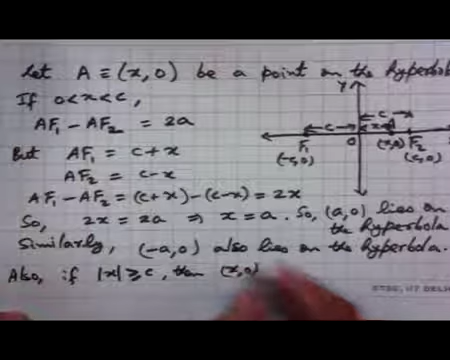 Let A ≡ (x, 0) be a point on the hyperbol
If 0<x<c,
AF₁ - AF₂ = 2a
But AF₁ = c+x
AF₂ = c-x
AF₁ - AF₂ = (c+x)-(c-x) = 2x
So, 2x = 2a ⇒ x = a. So, (a,0) lies on
the hyperbola
Similarly, (-a,0) also lies on the hyperbola.
Also, if |x| ≥ c, then (x,0)
Y
c
c x A
F₁ O (x,0) F₂
(-c,0) (c,0)